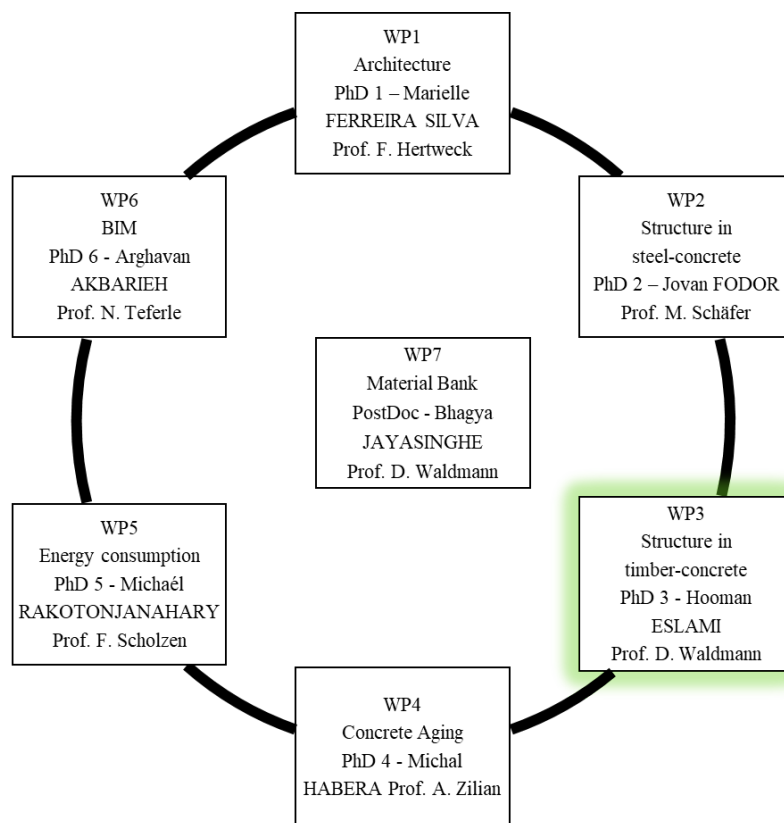 WP1
Architecture
PhD 1 – Marielle
FERREIRA SILVA
Prof. F. Hertweck
WP2
Structure in
steel-concrete
PhD 2 – Jovan FODOR
Prof. M. Schäfer
WP3
Structure in
timber-concrete
PhD 3 - Hooman
ESLAMI
Prof. D. Waldmann
WP4
Concrete Aging
PhD 4 - Michal
HABERA Prof. A. Zilian
WP5
Energy consumption
PhD 5 - Michaél
RAKOTONJANAHARY
Prof. F. Scholzen
WP6
BIM
PhD 6 - Arghavan
AKBARIEH
Prof. N. Teferle
WP7
Material Bank
PostDoc - Bhagya
JAYASINGHE
Prof. D. Waldmann